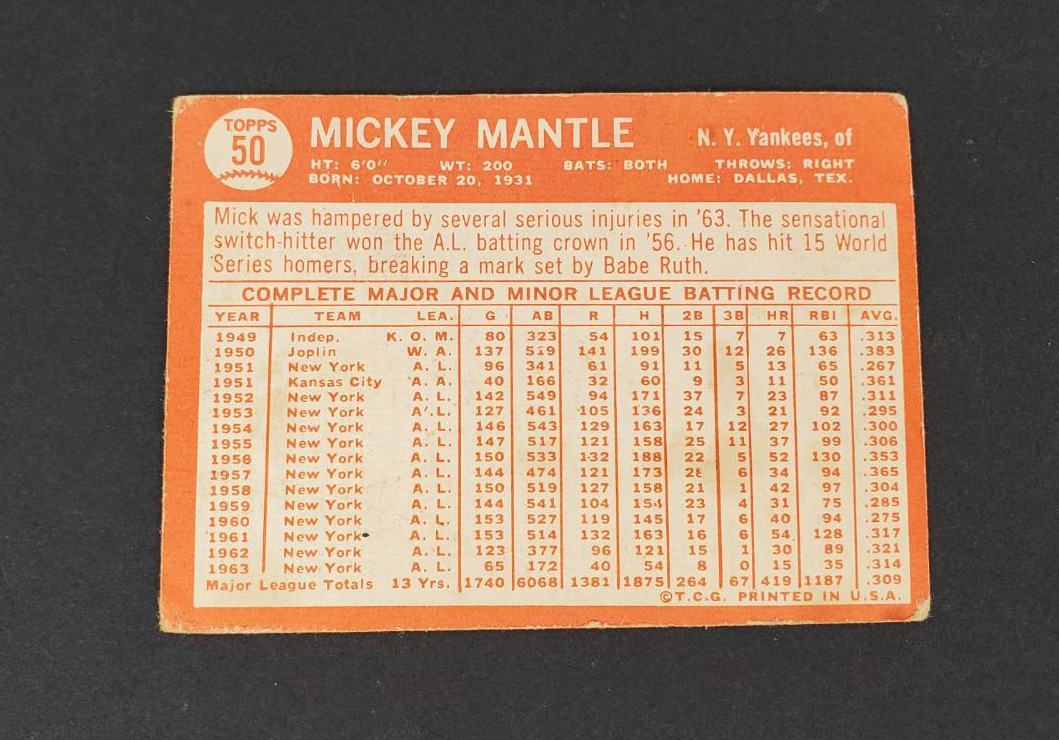 TOPPS
50
MICKEY MANTLE N. Y. Yankees, of
HT: 6'0" WT: 200 BATS: BOTH THROWS: RIGHT
BORN: OCTOBER 20, 1931 HOME: DALLAS, TEX.
Mick was hampered by several serious injuries in '63. The sensational
switch-hitter won the A.L. batting crown in '56. He has hit 15 World
Series homers, breaking a mark set by Babe Ruth.
COMPLETE MAJOR AND MINOR LEAGUE BATTING RECORD
YEAR TEAM LEA. G AB R H 2B 3B HR RBI AVG.
1949 Indep. K. O. M. 80 323 54 101 15 7 7 63 .313
1950 Joplin W. A. 137 519 141 199 30 12 26 136 .383
1951 New York A. L. 96 341 61 91 11 5 13 65 .267
1951 Kansas City A. A. 40 166 32 60 9 3 11 50 .361
1952 New York A. L. 142 549 94 171 37 7 23 87 .311
1953 New York A. L. 127 461 105 136 24 3 21 92 .295
1954 New York A. L. 146 543 129 163 17 12 27 102 .300
1955 New York A. L. 147 517 121 158 25 11 37 99 .306
1956 New York A. L. 150 533 132 188 22 5 52 130 .353
1957 New York A. L. 144 474 121 173 28 6 34 94 .365
1958 New York A. L. 150 519 127 158 21 1 42 97 .304
1959 New York A. L. 144 541 104 154 23 4 31 75 .285
1960 New York A. L. 153 527 119 145 17 6 40 94 .275
1961 New York A. L. 153 514 132 163 16 6 54 128 .317
1962 New York A. L. 123 377 96 121 15 1 30 89 .321
1963 New York A. L. 65 172 40 54 8 0 15 35 .314
Major League Totals 13 Yrs. 1740 6068 1381 1875 264 67 419 1187 .309
©T.C.G. PRINTED IN U.S.A.